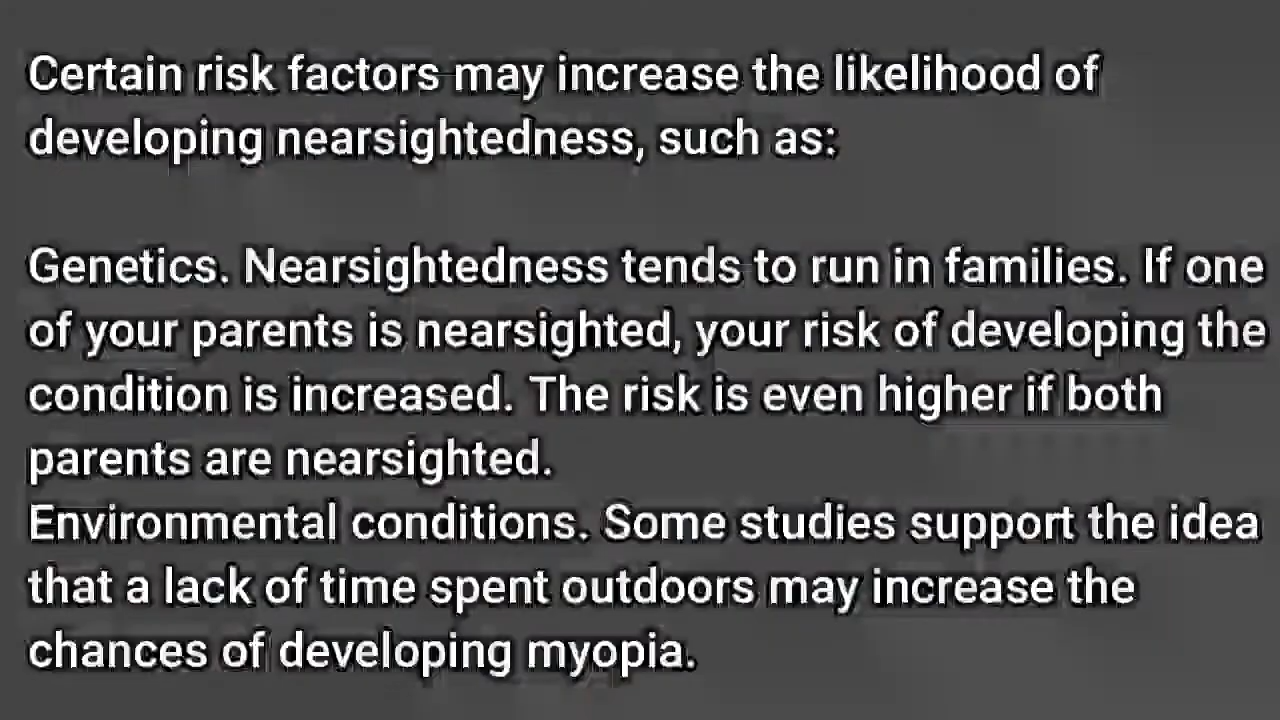 Certain risk factors may increase the likelihood of
developing nearsightedness, such as:
Genetics. Nearsightedness tends to run in families. If one
of your parents is nearsighted, your risk of developing the
condition is increased. The risk is even higher if both
parents are nearsighted.
Environmental conditions. Some studies support the idea
that a lack of time spent outdoors may increase the
chances of developing myopia.